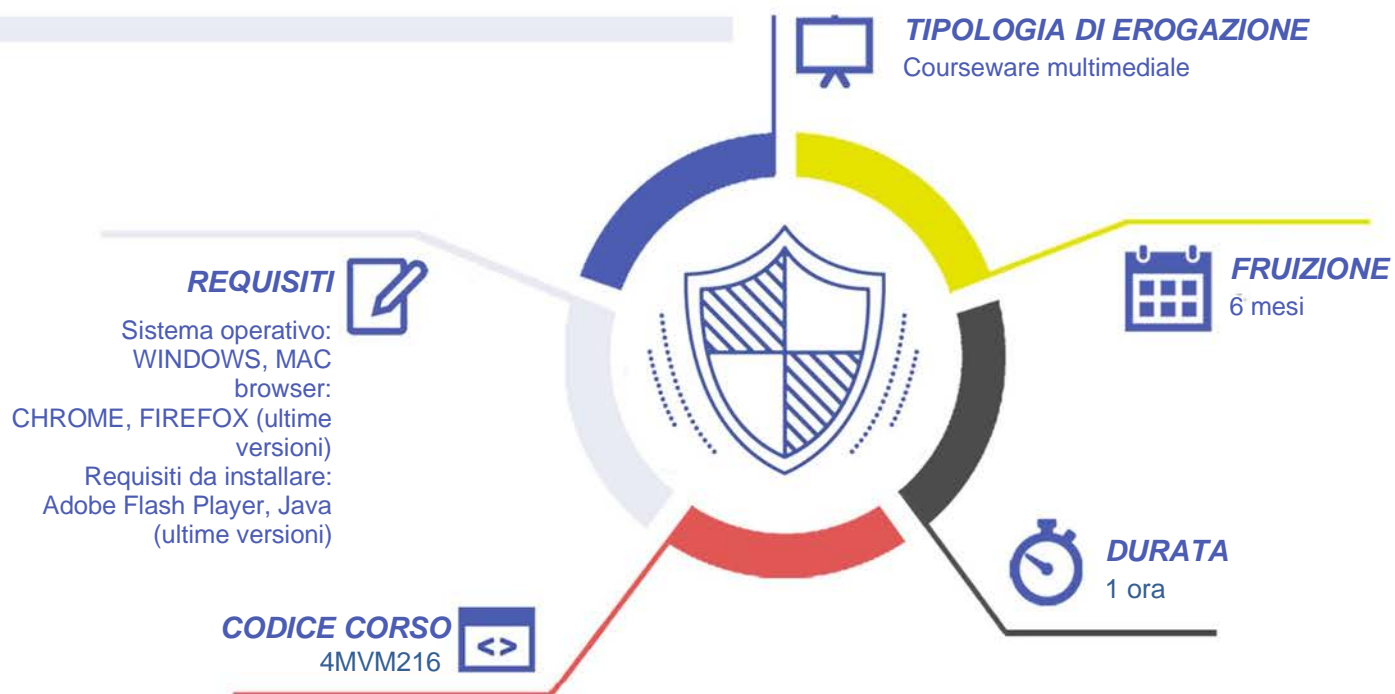 TIPOLOGIA DI EROGAZIONE
Courseware multimediale
REQUISITI
Sistema operativo:
WINDOWS, MAC
browser:
CHROME, FIREFOX (ultime
versioni)
Requisiti da installare:
Adobe Flash Player, Java
(ultime versioni)
FRUIZIONE
6 mesi
DURATA
1 ora
CODICE CORSO
4MVM216